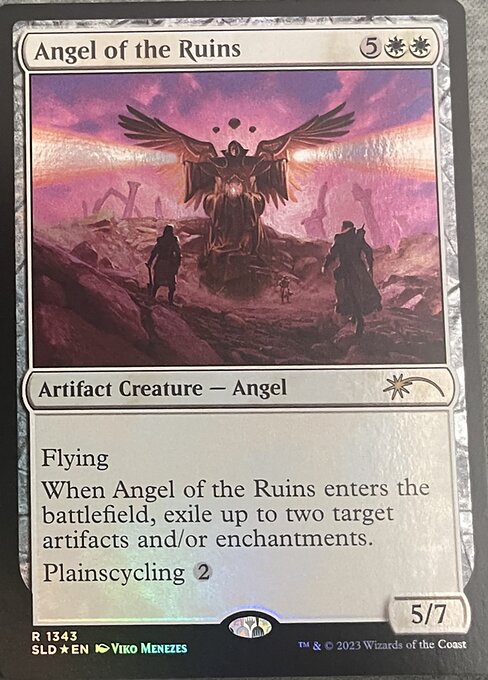 Angel of the Ruins 5
Artifact Creature — Angel
Flying
When Angel of the Ruins enters the
battlefield, exile up to two target
artifacts and/or enchantments.
Plainscycling 2
5/7
R 1343
SLD★EN Viko Menezes
™ & © 2023 Wizards of the Coast